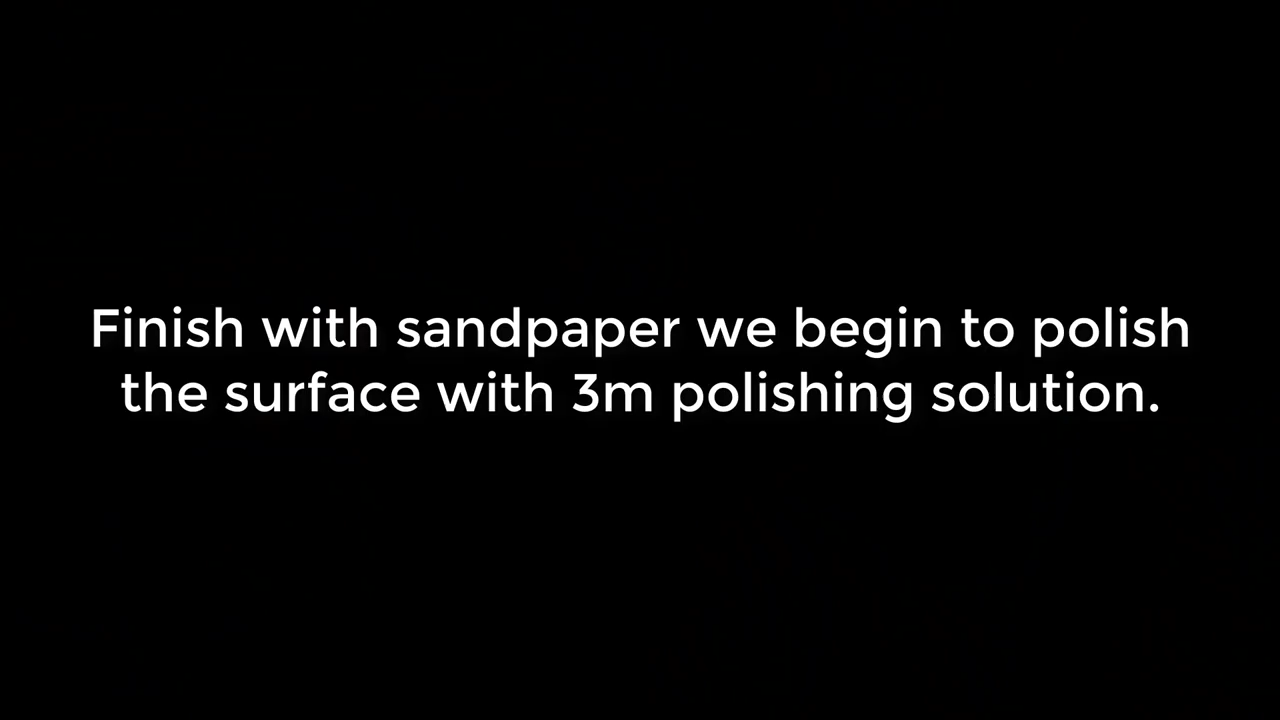 Finish with sandpaper we begin to polish
the surface with 3m polishing solution.